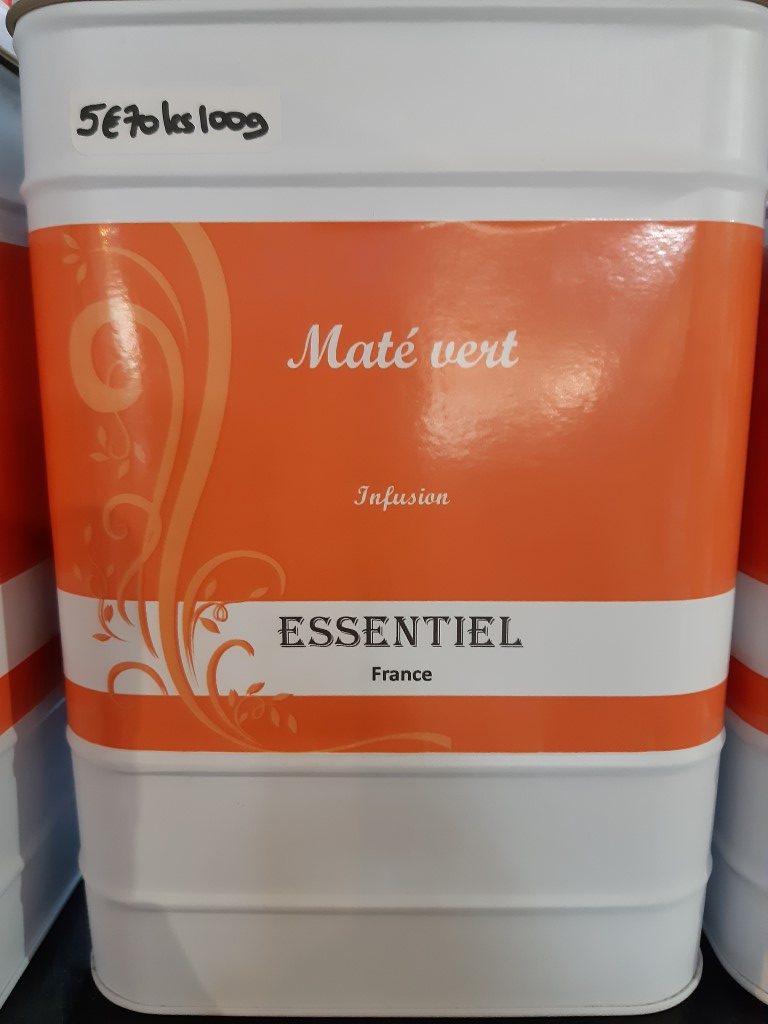 5€70 les 100g
Maté vert
Infusion
ESSENTIEL
France